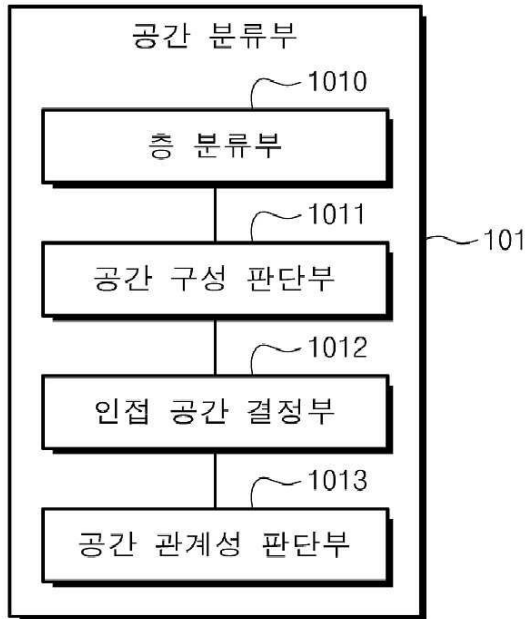 공간 분류부
1010
층 분류부
1011
공간 구성 판단부
101
1012
인접 공간 결정부
1013
공간 관계성 판단부